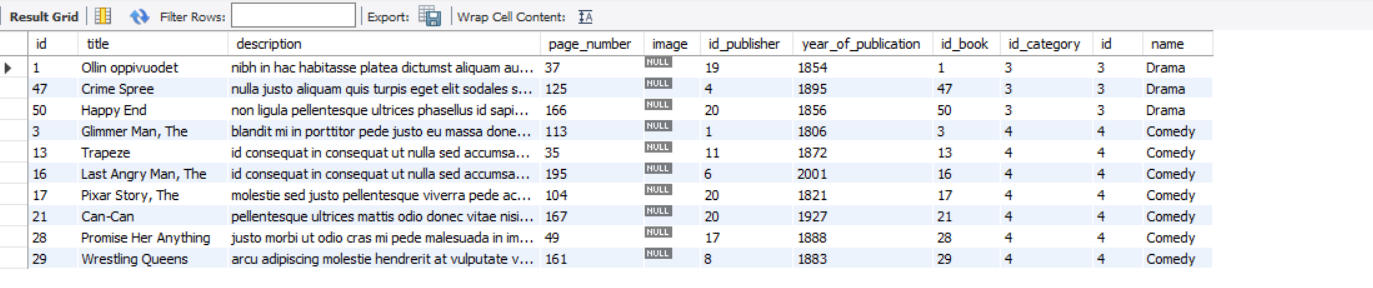 Result Grid Filter Rows: Export: Wrap Cell Content: IA
id title description page_number image id_publisher year_of_publication id_book id_category id name
1 Ollin oppivuodet nibh in hac habitasse platea dictumst aliquam au... 37 NULL 19 1854 1 3 3 Drama
47 Crime Spree nulla justo aliquam quis turpis eget elit sodales s... 125 NULL 4 1895 47 3 3 Drama
50 Happy End non ligula pellentesque ultrices phasellus id sapi... 166 NULL 20 1856 50 3 3 Drama
3 Glimmer Man, The blandit mi in porttitor pede justo eu massa done... 113 NULL 1 1806 3 4 4 Comedy
13 Trapeze id consequat in consequat ut nulla sed accumsa... 35 NULL 11 1872 13 4 4 Comedy
16 Last Angry Man, The id consequat in consequat ut nulla sed accumsa... 195 NULL 6 2001 16 4 4 Comedy
17 Pixar Story, The molestie sed justo pellentesque viverra pede ac... 104 NULL 20 1821 17 4 4 Comedy
21 Can-Can pellentesque ultrices mattis odio donec vitae nisi... 167 NULL 20 1927 21 4 4 Comedy
28 Promise Her Anything justo morbi ut odio cras mi pede malesuada in im... 49 NULL 17 1888 28 4 4 Comedy
29 Wrestling Queens arcu adipiscing molestie hendrerit at vulputate v... 161 NULL 8 1883 29 4 4 Comedy